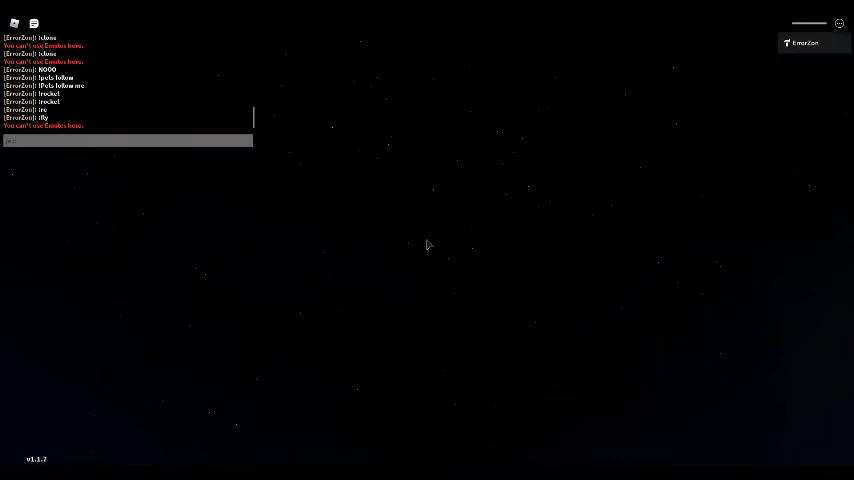 [ErrorZon]: !clone
You can't use Emotes here.
[ErrorZon]: !clone
You can't use Emotes here.
[ErrorZon]: NOOO
[ErrorZon]: !pets follow
[ErrorZon]: !Pets follow me
[ErrorZon]: !rocket
[ErrorZon]: !rocket
[ErrorZon]: !re
[ErrorZon]: !fly
You can't use Emotes here.
ErrorZon
v1.1.7